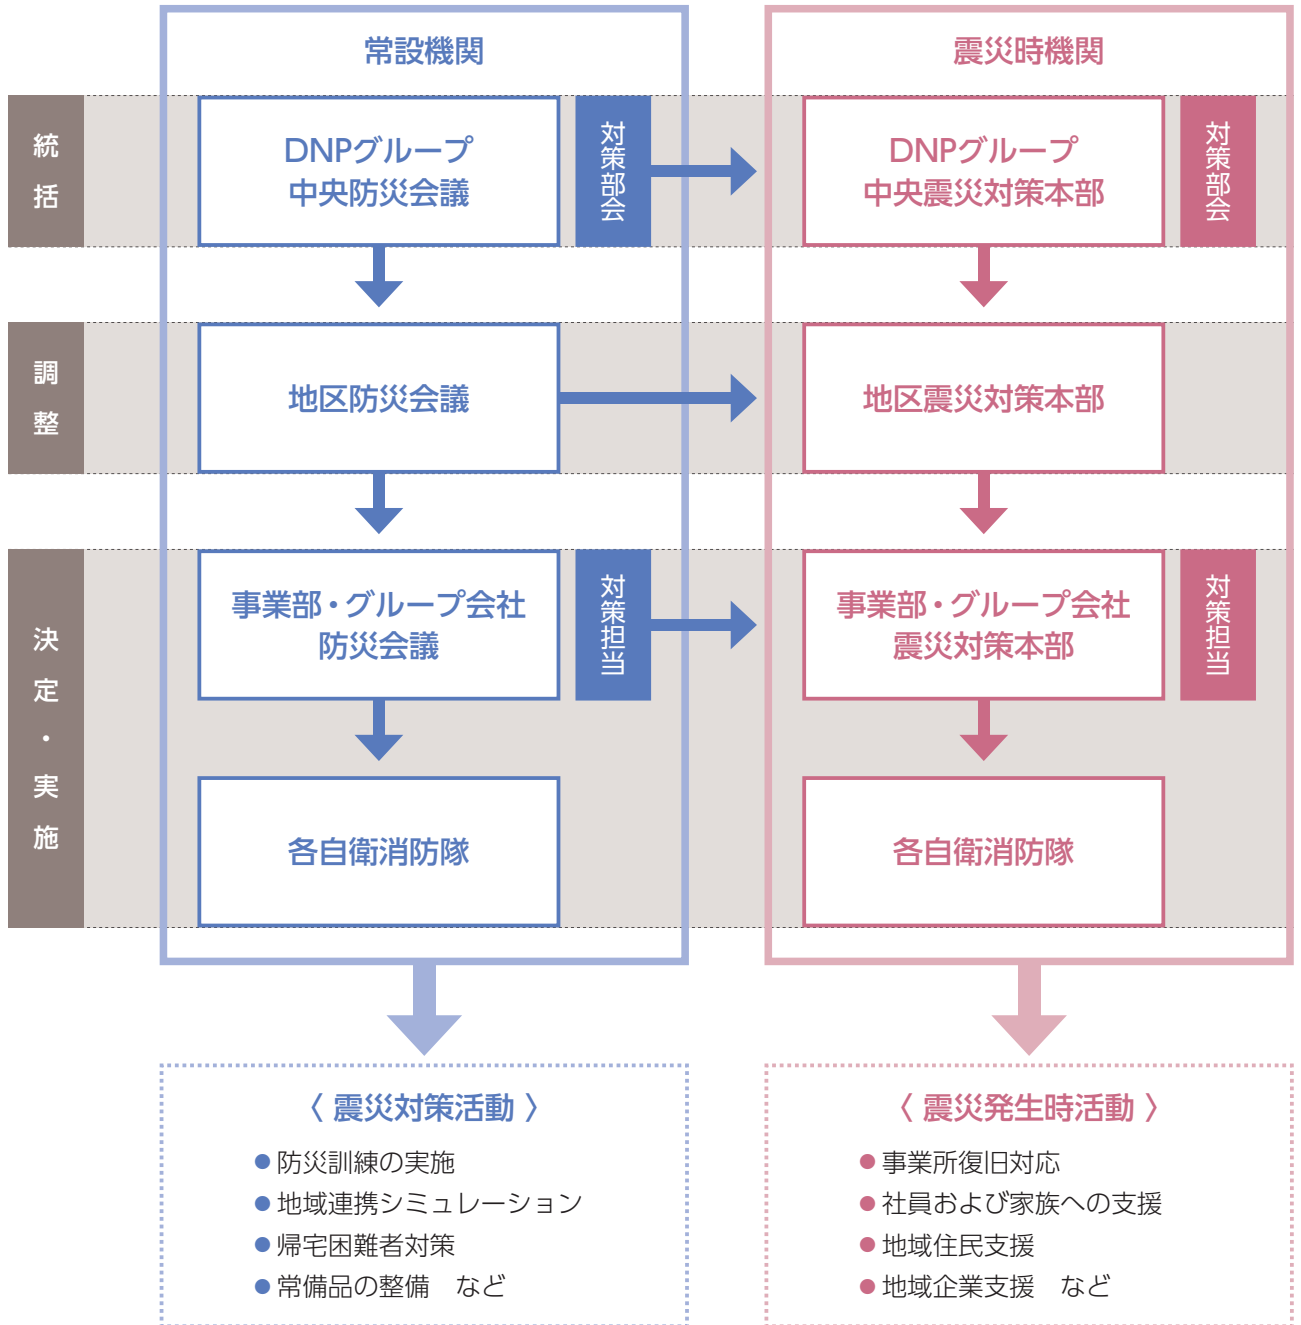 常設機関
震災時機関
統括
DNPグループ
中央防災会議
対策部会
DNPグループ
中央震災対策本部
対策部会
調整
地区防災会議
地区震災対策本部
決定・実施
事業部・グループ会社
防災会議
対策担当
事業部・グループ会社
震災対策本部
対策担当
各自衛消防隊
各自衛消防隊
〈 震災対策活動 〉
●防災訓練の実施
●地域連携シミュレーション
●帰宅困難者対策
●常備品の整備　など
〈 震災発生時活動 〉
●事業所復旧対応
●社員および家族への支援
●地域住民支援
●地域企業支援　など